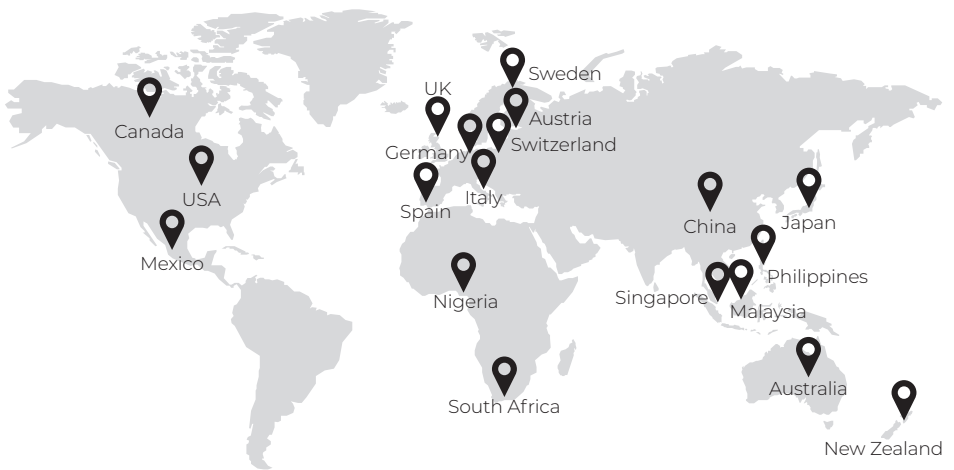 Sweden
UK
Austria
Canada
Switzerland
Germany
USA
Italy
Spain
Japan
China
Mexico
Philippines
Singapore
Nigeria
Malaysia
Australia
South Africa
New Zealand